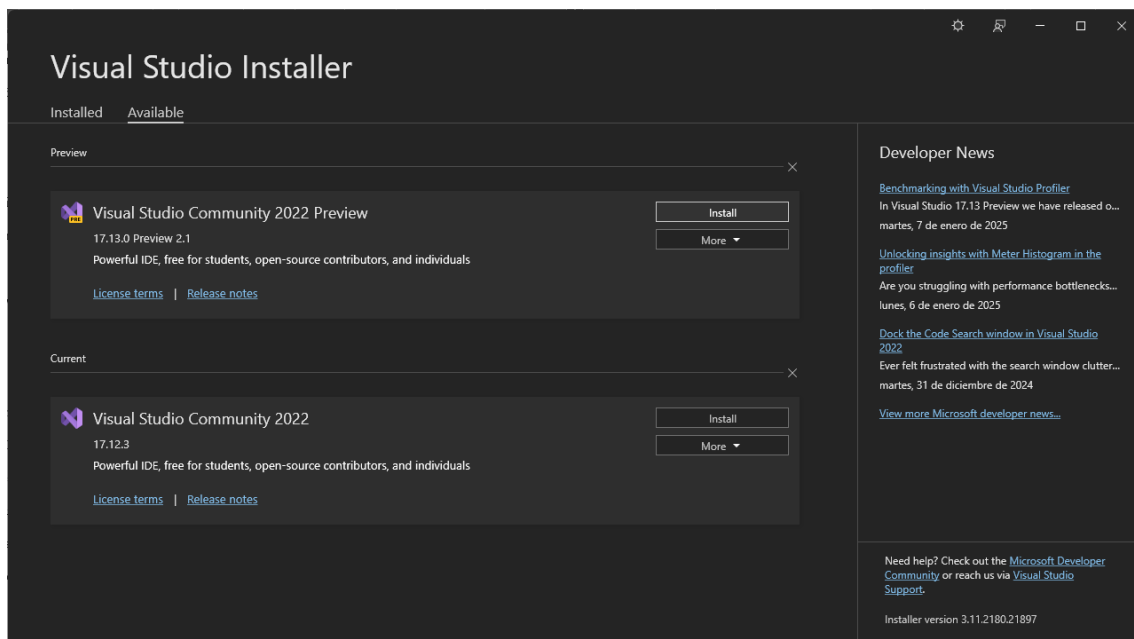 Visual Studio Installer
Installed
Available
Preview
Visual Studio Community 2022 Preview
17.13.0 Preview 2.1
Powerful IDE, free for students, open-source contributors, and individuals
License terms | Release notes
Install
More
PRE
Current
Visual Studio Community 2022
17.12.3
Powerful IDE, free for students, open-source contributors, and individuals
License terms | Release notes
Install
More
Developer News
Benchmarking with Visual Studio Profiler
In Visual Studio 17.13 Preview we have released o...
martes, 7 de enero de 2025
Unlocking insights with Meter Histogram in the
profiler
Are you struggling with performance bottlenecks...
lunes, 6 de enero de 2025
Dock the Code Search window in Visual Studio
2022
Ever felt frustrated with the search window clutter...
martes, 31 de diciembre de 2024
View more Microsoft developer news...
Need help? Check out the Microsoft Developer
Community or reach us via Visual Studio
Support.
Installer version 3.11.2180.21897